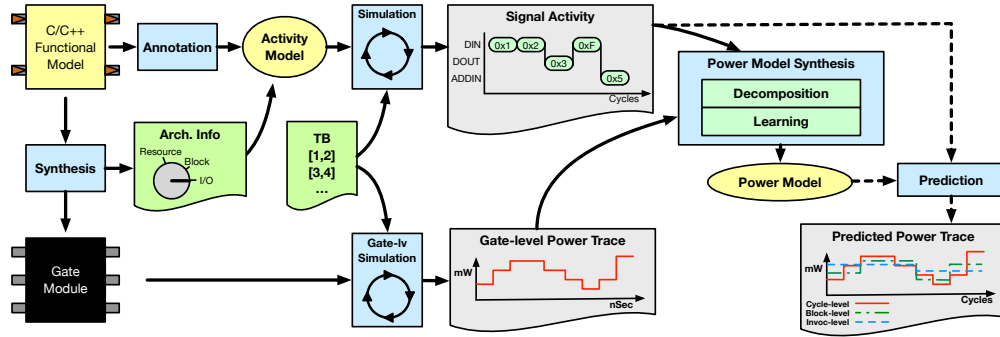 C/C++
Functional
Model
Annotation
Activity
Model
Simulation
Signal Activity
DIN
DOUT
ADDIN
0x1
0x2
0x3
0xF
0x5
Cycles
Power Model Synthesis
Decomposition
Learning
Synthesis
Arch. Info
Resource
Block
I/O
TB
[1,2]
[3,4]
...
Power Model
Prediction
Gate
Module
Gate-lv
Simulation
Gate-level Power Trace
mW
nSec
Predicted Power Trace
mW
Cycles
Cycle-level
Block-level
Invoc-level